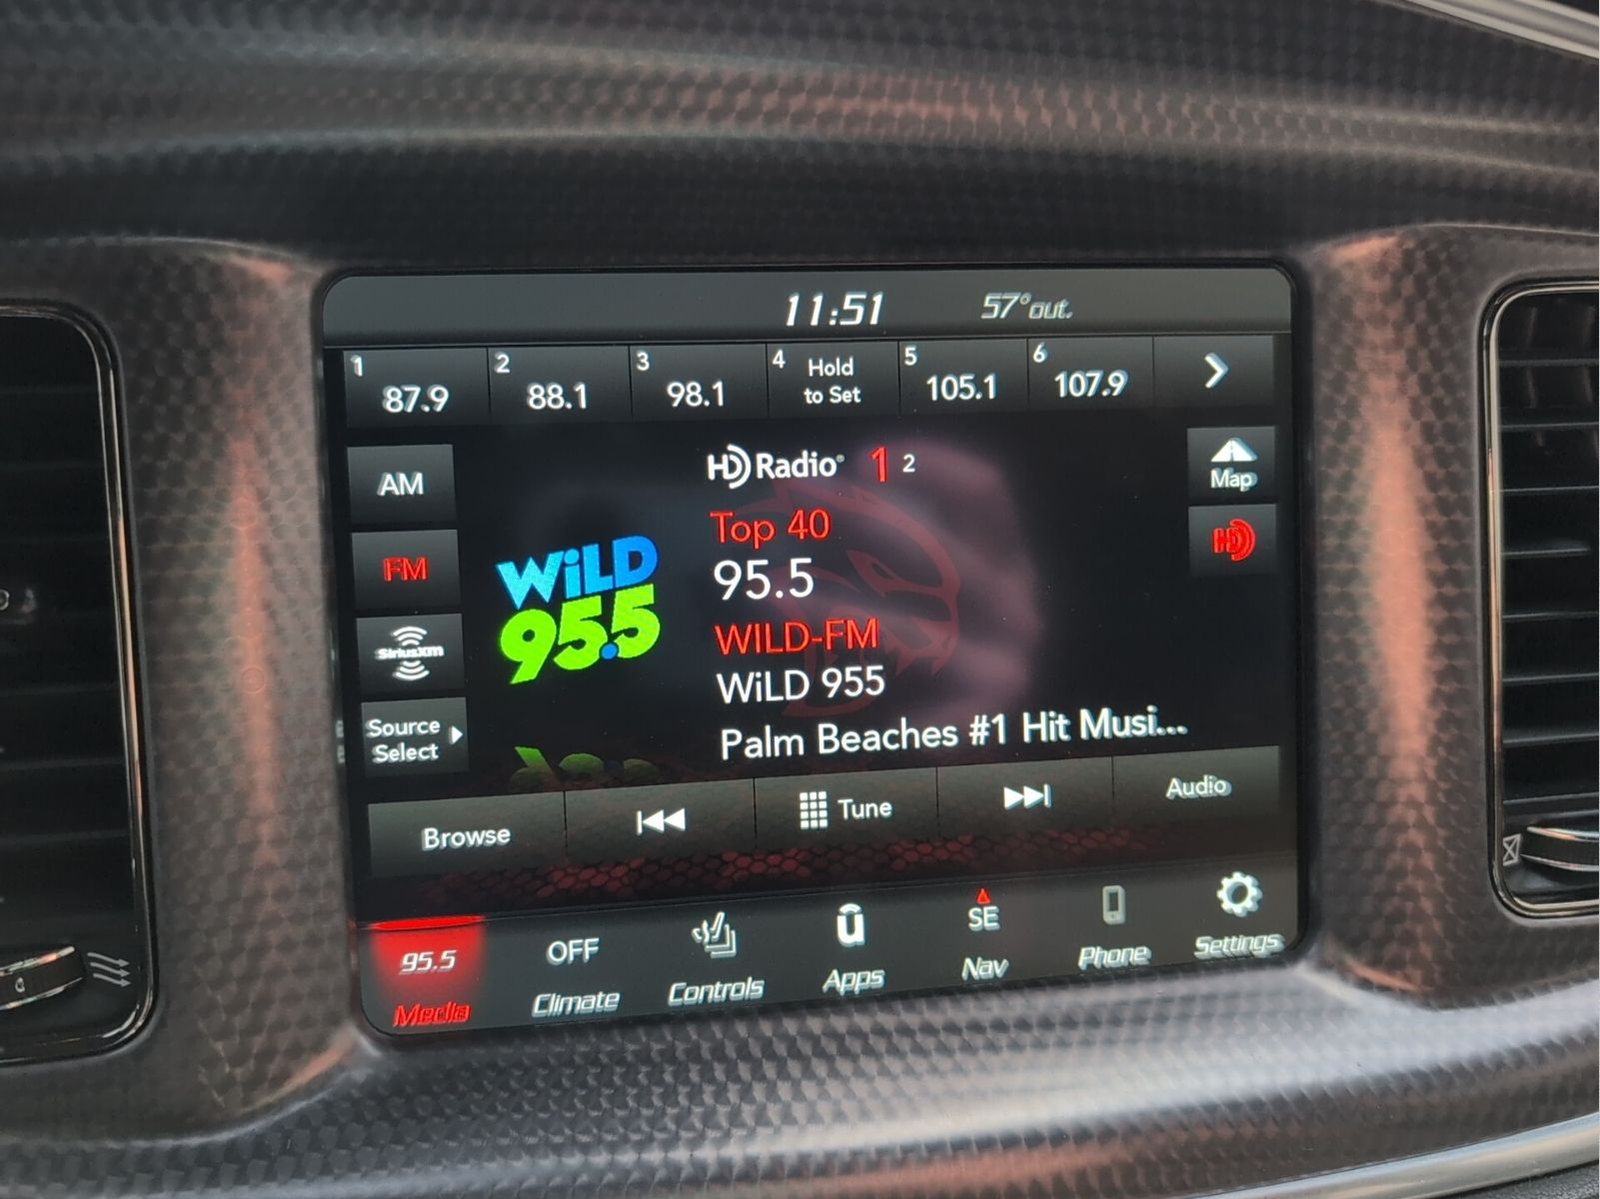 11:51 57° out.
1 87.9 2 88.1 3 98.1 4 Hold to Set 5 105.1 6 107.9
AM
FM
SiriusXM
Source
Select
WiLD
95.5
HD Radio 1 2
Top 40
95.5
WILD-FM
WiLD 955
Palm Beaches #1 Hit Musi...
Map
HD
Browse Tune Audio
95.5 OFF SE
Media Climate Controls Apps Nav Phone Settings